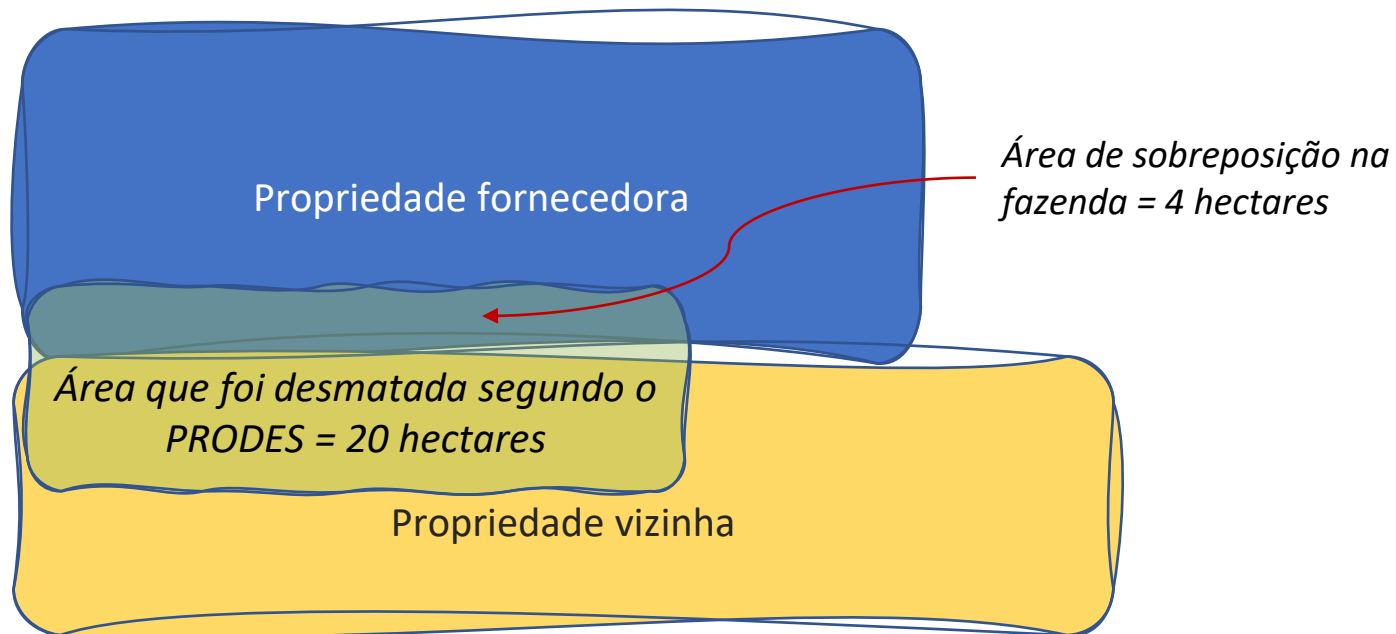 Propriedade fornecedora
Área de sobreposição na
fazenda = 4 hectares
Área que foi desmatada segundo o
PRODES = 20 hectares
Propriedade vizinha